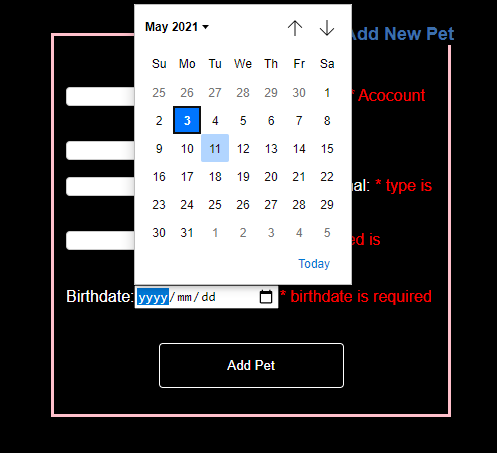 Add New Pet
May 2021
Su Mo Tu We Th Fr Sa
25 26 27 28 29 30 1
2 3 4 5 6 7 8
9 10 11 12 13 14 15
16 17 18 19 20 21 22
23 24 25 26 27 28 29
30 31 1 2 3 4 5
Today
* Acocount
nal: * type is
ed is
Birthdate: yyyy/mm/dd * birthdate is required
Add Pet